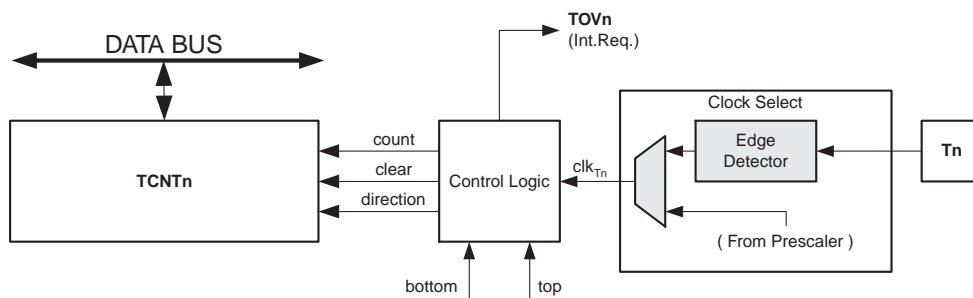 TOVn
(Int.Req.)
DATA BUS
Clock Select
TCNTn
count
clear
direction
Control Logic
clkTn
Edge
Detector
Tn
( From Prescaler )
bottom
top